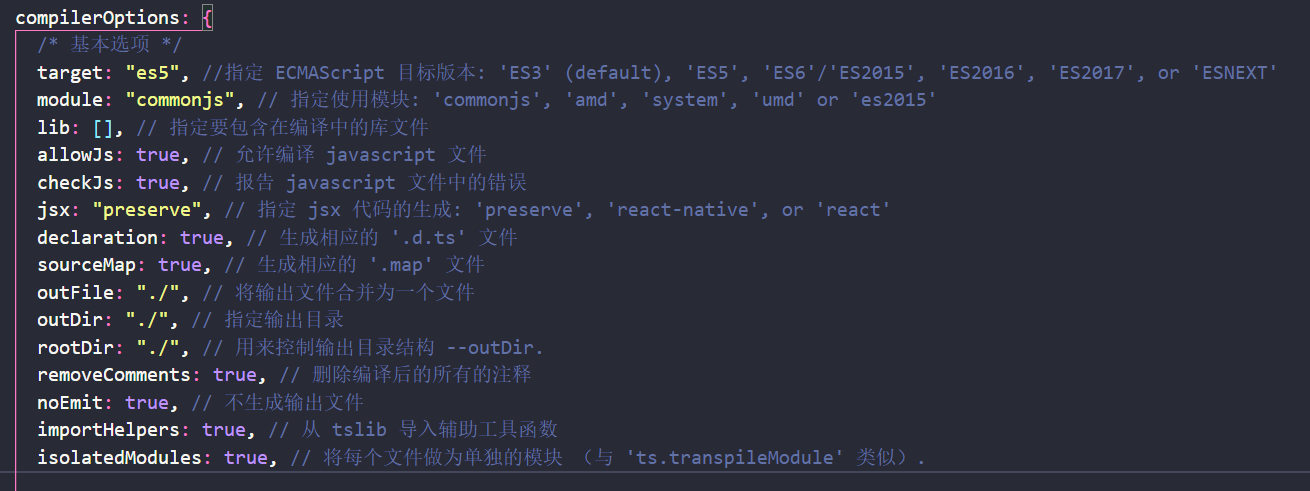 compilerOptions: {
/* 基本选项 */
target: "es5", //指定 ECMAScript 目标版本: 'ES3' (default), 'ES5', 'ES6'/'ES2015', 'ES2016', 'ES2017', or 'ESNEXT'
module: "commonjs", // 指定使用模块: 'commonjs', 'amd', 'system', 'umd' or 'es2015'
lib: [], // 指定要包含在编译中的库文件
allowJs: true, // 允许编译 javascript 文件
checkJs: true, // 报告 javascript 文件中的错误
jsx: "preserve", // 指定 jsx 代码的生成: 'preserve', 'react-native', or 'react'
declaration: true, // 生成相应的 '.d.ts' 文件
sourceMap: true, // 生成相应的 '.map' 文件
outFile: "./", // 将输出文件合并为一个文件
outDir: "./", // 指定输出目录
rootDir: "./", // 用来控制输出目录结构 --outDir.
removeComments: true, // 删除编译后的所有的注释
noEmit: true, // 不生成输出文件
importHelpers: true, // 从 tslib 导入辅助工具函数
isolatedModules: true, // 将每个文件做为单独的模块 （与 'ts.transpileModule' 类似）.